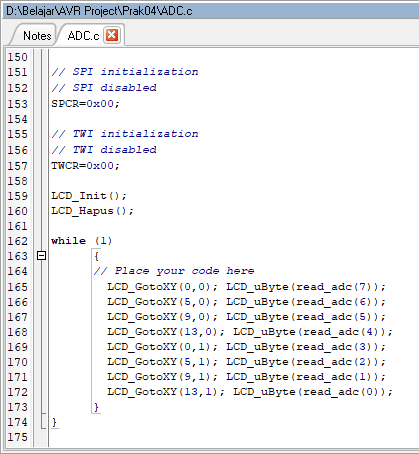 D:\Belajar\AVR Project\Prak04\ADC.c
Notes ADC.c
150
151 // SPI initialization
152 // SPI disabled
153 SPCR=0x00;
154
155 // TWI initialization
156 // TWI disabled
157 TWCR=0x00;
158
159 LCD_Init();
160 LCD_Hapus();
161
162 while (1)
163 {
164 // Place your code here
165 LCD_GotoXY(0,0); LCD_uByte(read_adc(7));
166 LCD_GotoXY(5,0); LCD_uByte(read_adc(6));
167 LCD_GotoXY(9,0); LCD_uByte(read_adc(5));
168 LCD_GotoXY(13,0); LCD_uByte(read_adc(4));
169 LCD_GotoXY(0,1); LCD_uByte(read_adc(3));
170 LCD_GotoXY(5,1); LCD_uByte(read_adc(2));
171 LCD_GotoXY(9,1); LCD_uByte(read_adc(1));
172 LCD_GotoXY(13,1); LCD_uByte(read_adc(0));
173 }
174 }
175